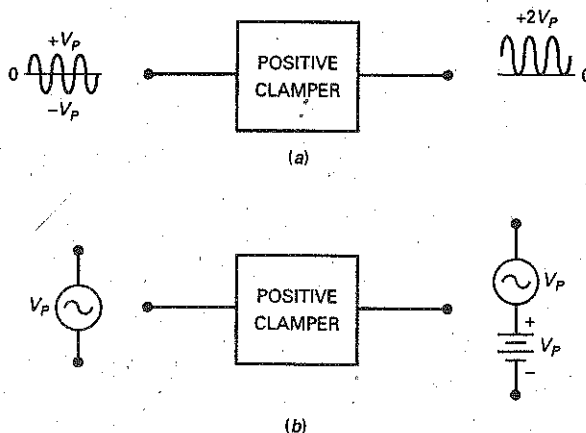 +V_P
0
−V_P
POSITIVE
CLAMPER
+2V_P
0
(a)
V_P
POSITIVE
CLAMPER
V_P
+
V_P
−
(b)